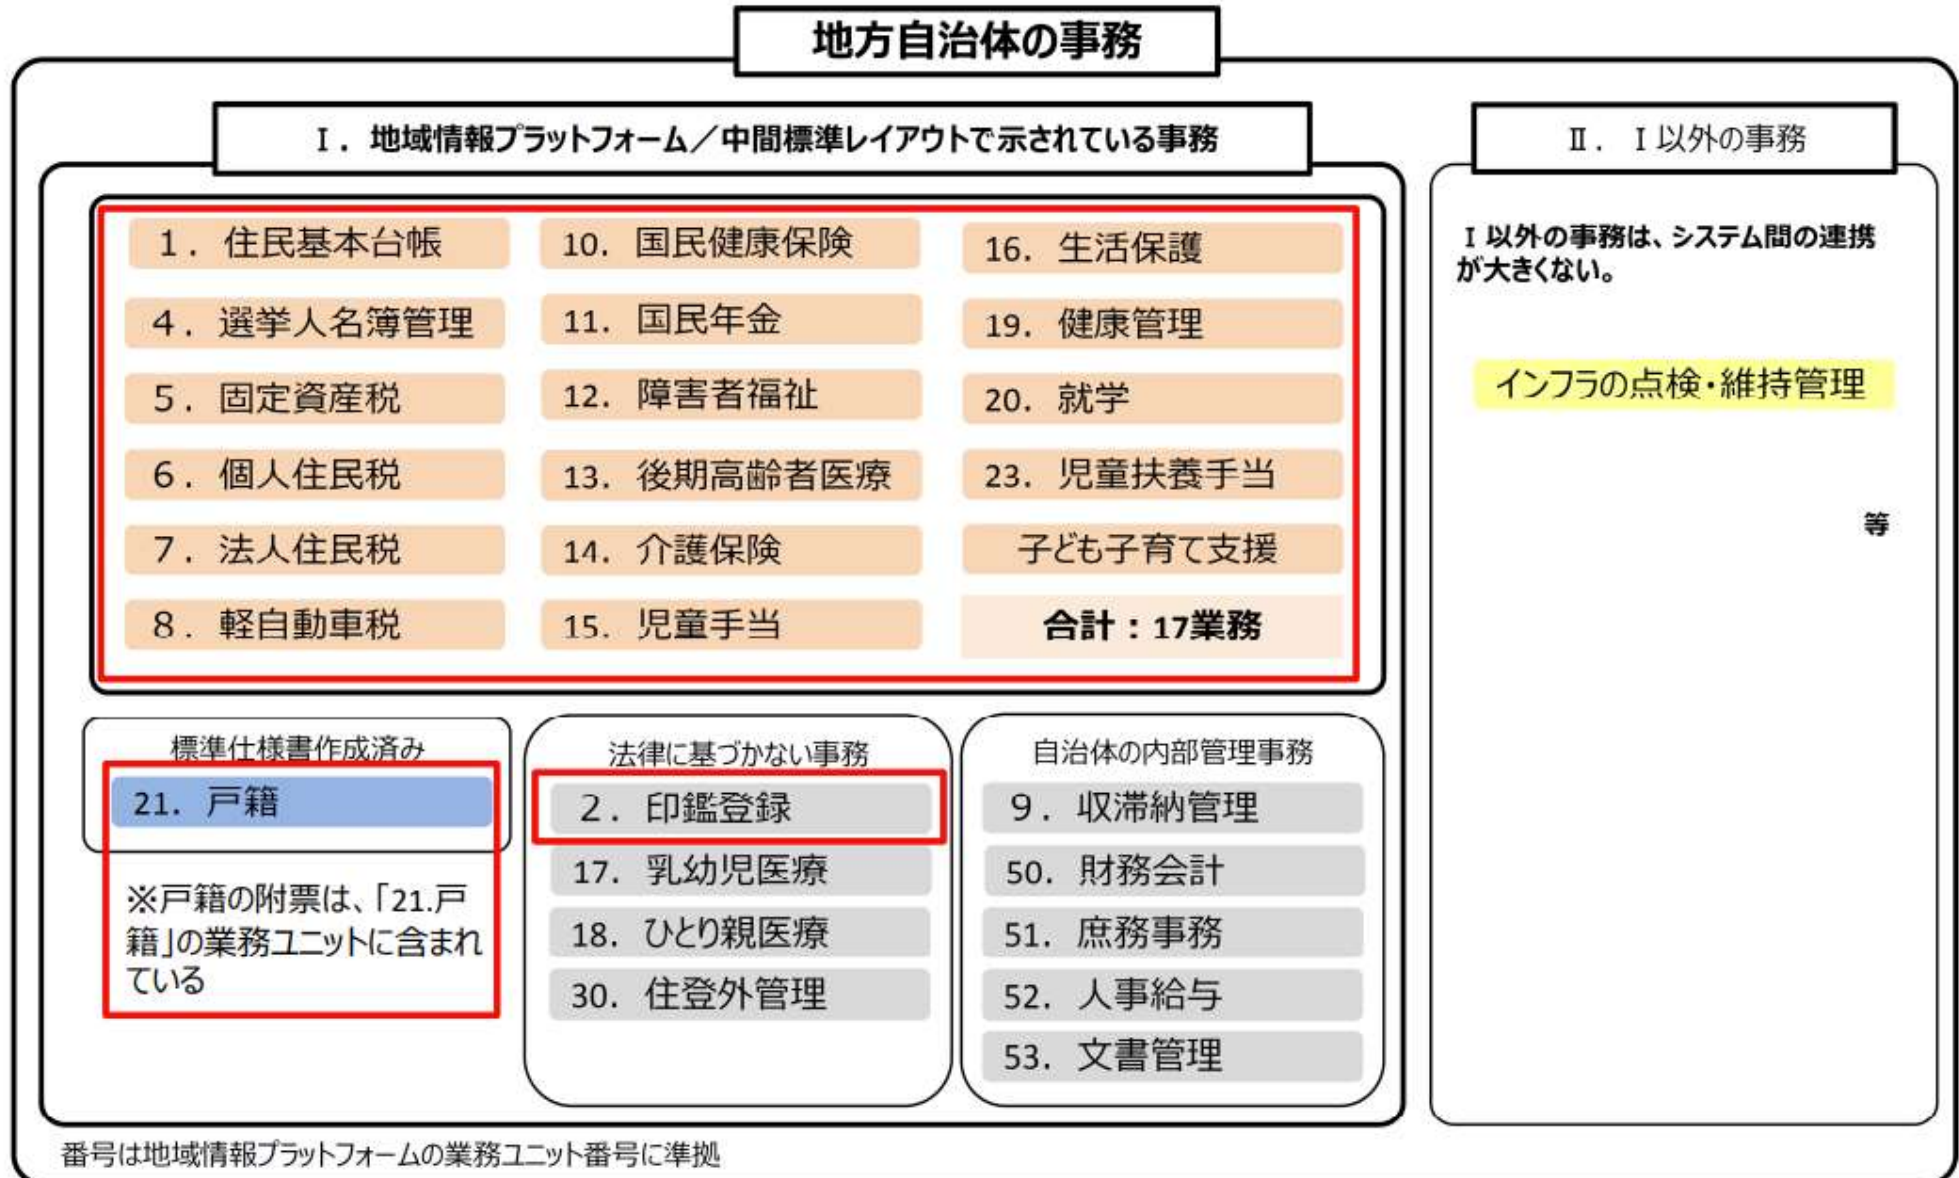 地方自治体の事務
Ⅰ．地域情報プラットフォーム／中間標準レイアウトで示されている事務
1．住民基本台帳
4．選挙人名簿管理
5．固定資産税
6．個人住民税
7．法人住民税
8．軽自動車税
10．国民健康保険
11．国民年金
12．障害者福祉
13．後期高齢者医療
14．介護保険
15．児童手当
16．生活保護
19．健康管理
20．就学
23．児童扶養手当
子ども子育て支援
合計：17業務
標準仕様書作成済み
21．戸籍
※戸籍の附票は、「21.戸
籍」の業務ユニットに含まれ
ている
法律に基づかない事務
2．印鑑登録
17．乳幼児医療
18．ひとり親医療
30．住登外管理
自治体の内部管理事務
9．収滞納管理
50．財務会計
51．庶務事務
52．人事給与
53．文書管理
Ⅱ．Ⅰ以外の事務
Ⅰ以外の事務は、システム間の連携
が大きくない。
インフラの点検・維持管理
等
番号は地域情報プラットフォームの業務ユニット番号に準拠